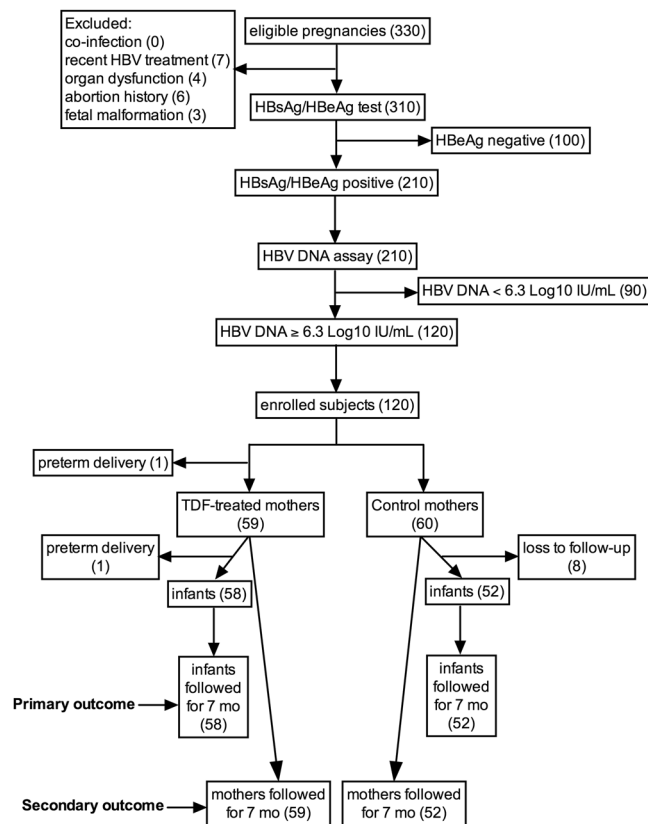 Excluded:
co-infection (0)
recent HBV treatment (7)
organ dysfunction (4)
abortion history (6)
fetal malformation (3)
eligible pregnancies (330)
HBsAg/HBeAg test (310)
HBeAg negative (100)
HBsAg/HBeAg positive (210)
HBV DNA assay (210)
HBV DNA < 6.3 Log10 IU/mL (90)
HBV DNA ≥ 6.3 Log10 IU/mL (120)
enrolled subjects (120)
preterm delivery (1)
TDF-treated mothers
(59)
Control mothers
(60)
preterm delivery
(1)
loss to follow-up
(8)
infants (58)
infants (52)
infants
followed
for 7 mo
(58)
infants
followed
for 7 mo
(52)
Primary outcome
mothers followed
for 7 mo (59)
mothers followed
for 7 mo (52)
Secondary outcome